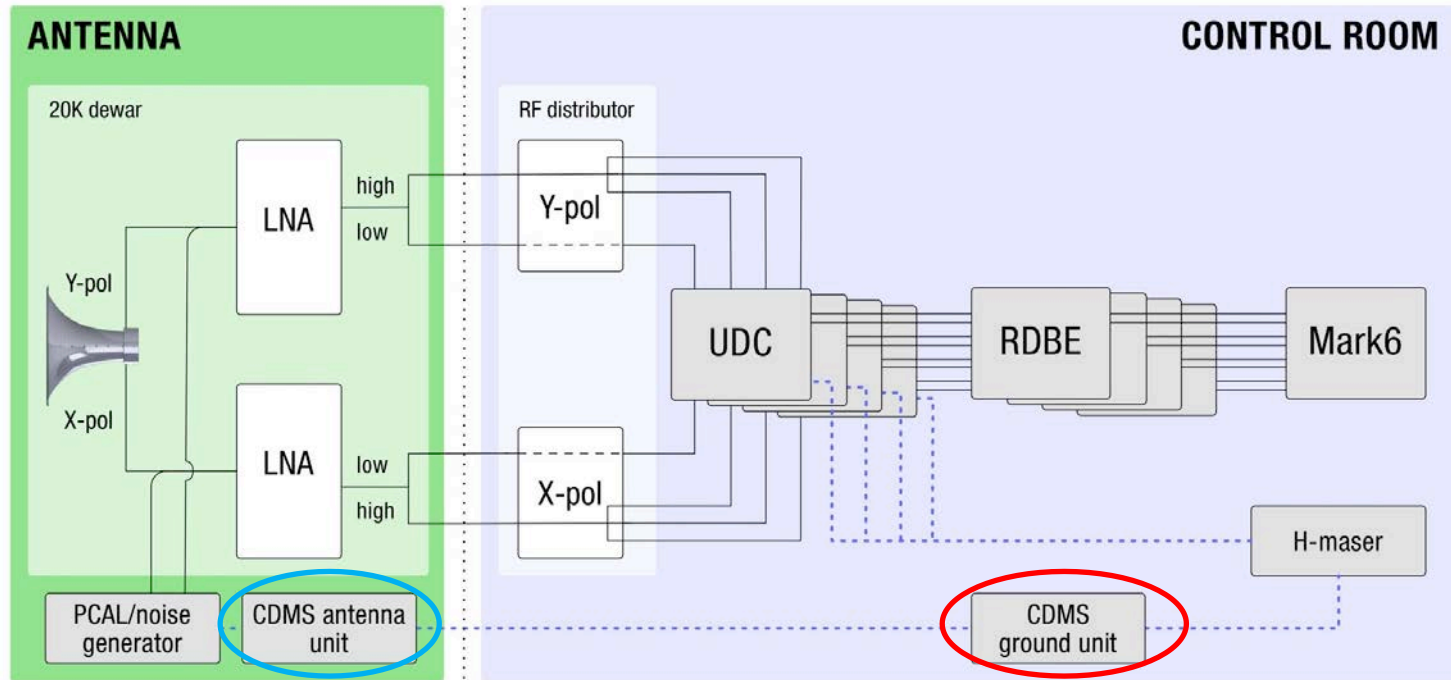 ANTENNA
CONTROL ROOM
20K dewar
RF distributor
LNA
high
low
Y-pol
Y-pol
UDC
RDBE
Mark6
X-pol
LNA
low
high
X-pol
H-maser
PCAL/noise
generator
CDMS antenna
unit
CDMS
ground unit